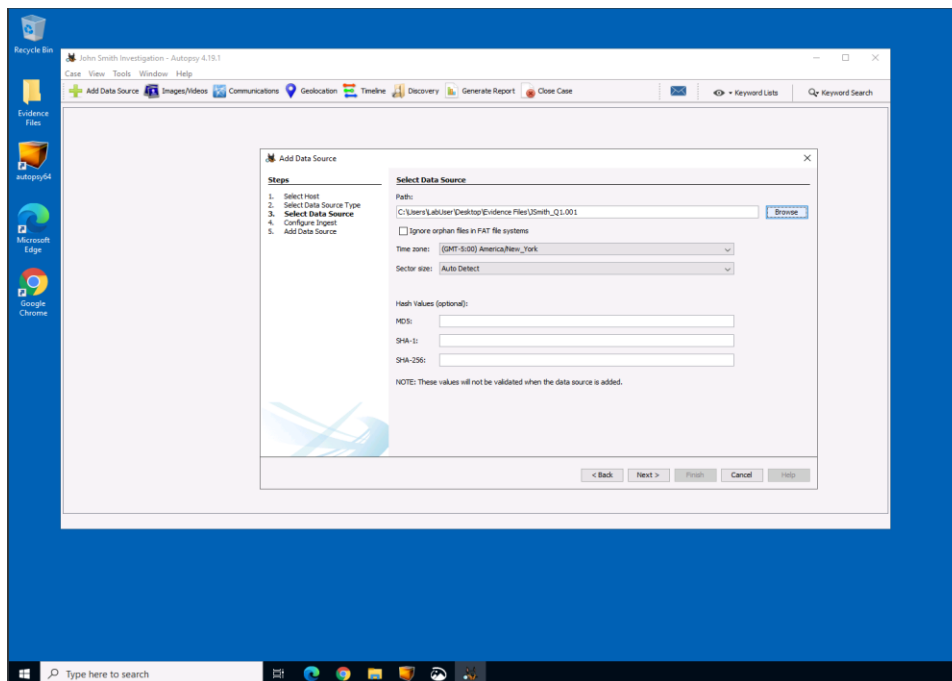 Recycle Bin
Evidence
Files
autopsy64
Microsoft
Edge
Google
Chrome
John Smith Investigation - Autopsy 4.19.1
Case View Tools Window Help
Add Data Source Images/Videos Communications Geolocation Timeline Discovery Generate Report Close Case Keyword Lists Keyword Search
Add Data Source
Steps
1. Select Host
2. Select Data Source Type
3. Select Data Source
4. Configure Ingest
5. Add Data Source
Select Data Source
Path:
C:\Users\LabUser\Desktop\Evidence Files\JSmith_Q1.001 Browse
Ignore orphan files in FAT file systems
Time zone: (GMT-5:00) America/New_York
Sector size: Auto Detect
Hash Values (optional):
MD5:
SHA-1:
SHA-256:
NOTE: These values will not be validated when the data source is added.
< Back Next > Finish Cancel Help
Type here to search